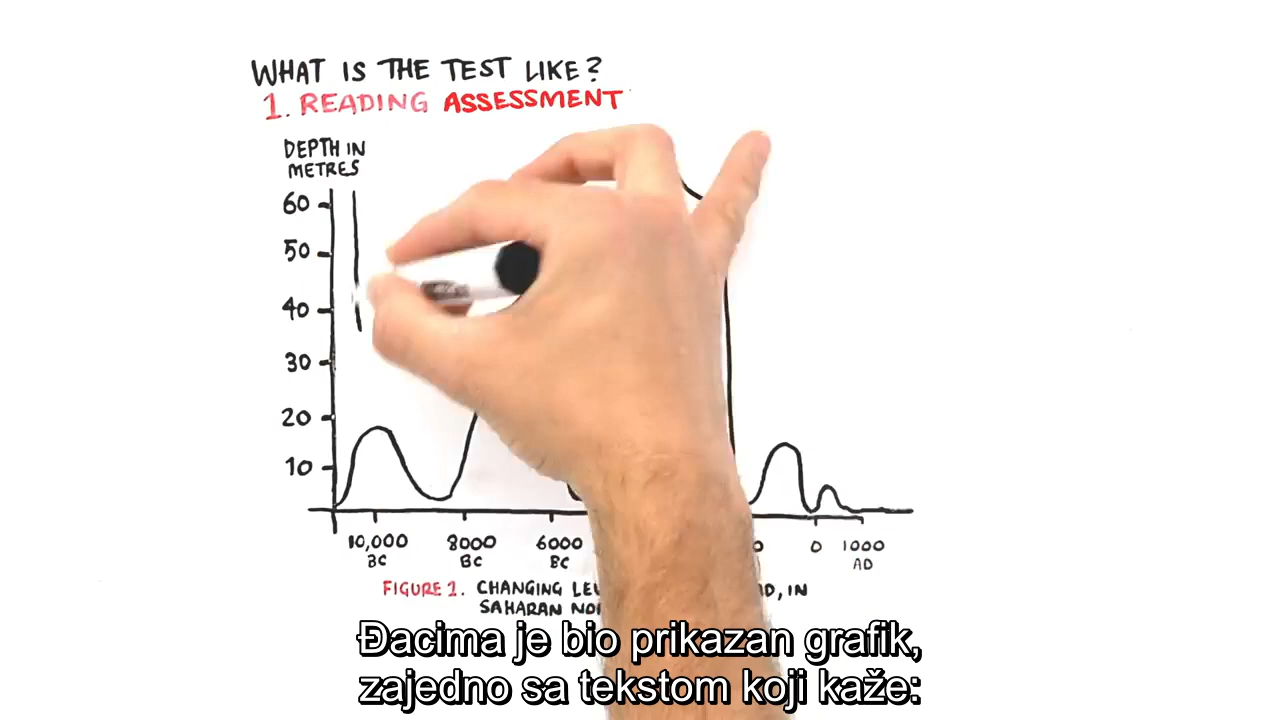 WHAT IS THE TEST LIKE?
1. READING ASSESSMENT
DEPTH IN
METRES
60
50
40
30
20
10
10,000 8000 6000 0 1000
BC BC BC AD
FIGURE 1. CHANGING IN
SAHARAN
Đacima je bio prikazan grafik,
zajedno sa tekstom koji kaže: